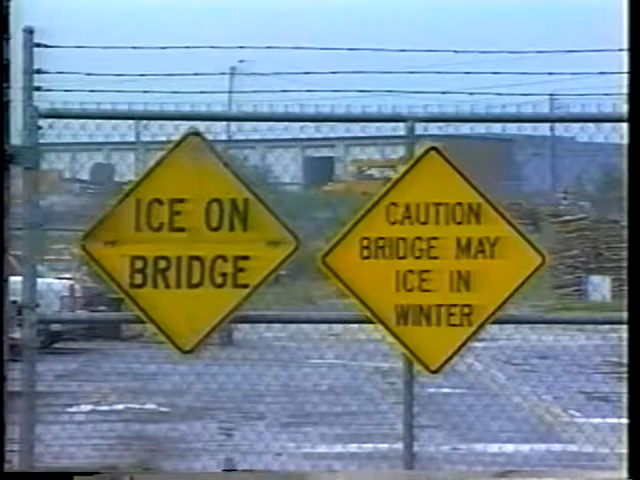 ICE ON
BRIDGE
CAUTION
BRIDGE MAY
ICE IN
WINTER